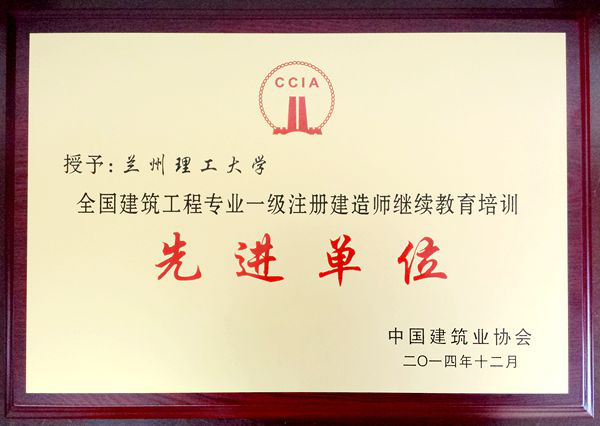 CCIA
授予:兰州理工大学
全国建筑工程专业一级注册建造师继续教育培训
先进单位
中国建筑业协会
二〇一四年十二月